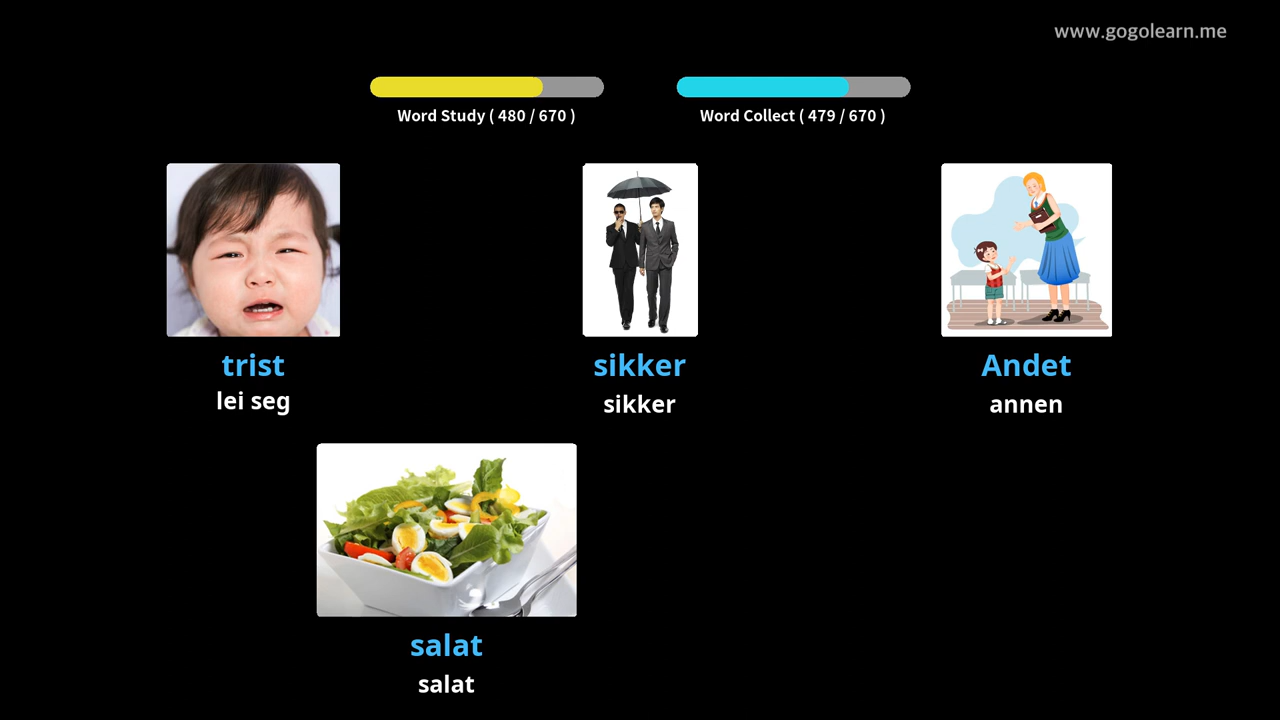 www.gogolearn.me
Word Study ( 480 / 670 )
Word Collect ( 479 / 670 )
trist
lei seg
sikker
sikker
Andet
annen
salat
salat